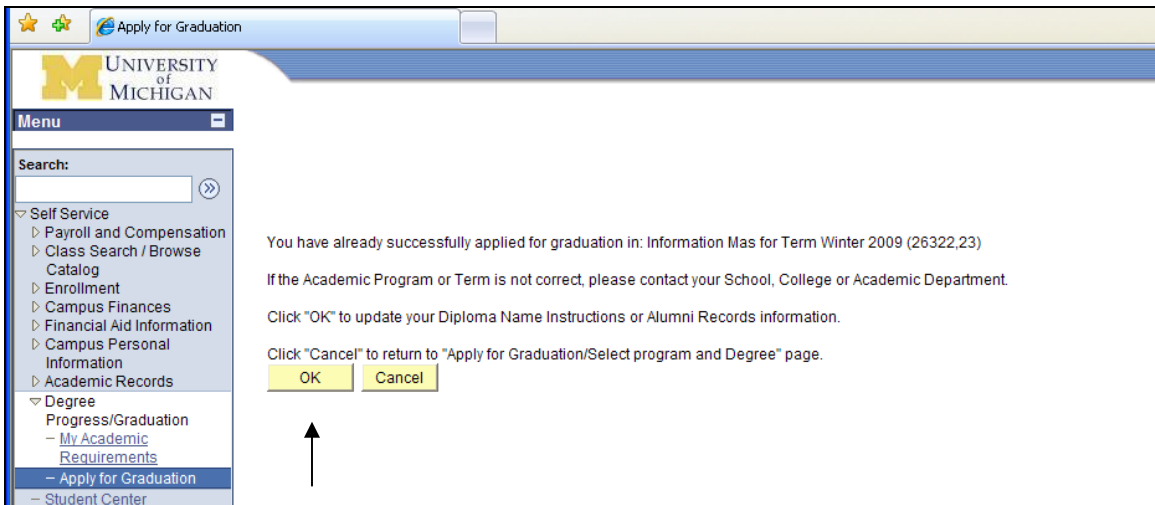 Apply for Graduation
UNIVERSITY
of
MICHIGAN
Menu
Search:
Self Service
Payroll and Compensation
Class Search / Browse
Catalog
Enrollment
Campus Finances
Financial Aid Information
Campus Personal
Information
Academic Records
Degree
Progress/Graduation
– My Academic
Requirements
– Apply for Graduation
– Student Center
You have already successfully applied for graduation in: Information Mas for Term Winter 2009 (26322,23)
If the Academic Program or Term is not correct, please contact your School, College or Academic Department.
Click "OK" to update your Diploma Name Instructions or Alumni Records information.
Click "Cancel" to return to "Apply for Graduation/Select program and Degree" page.
OK Cancel